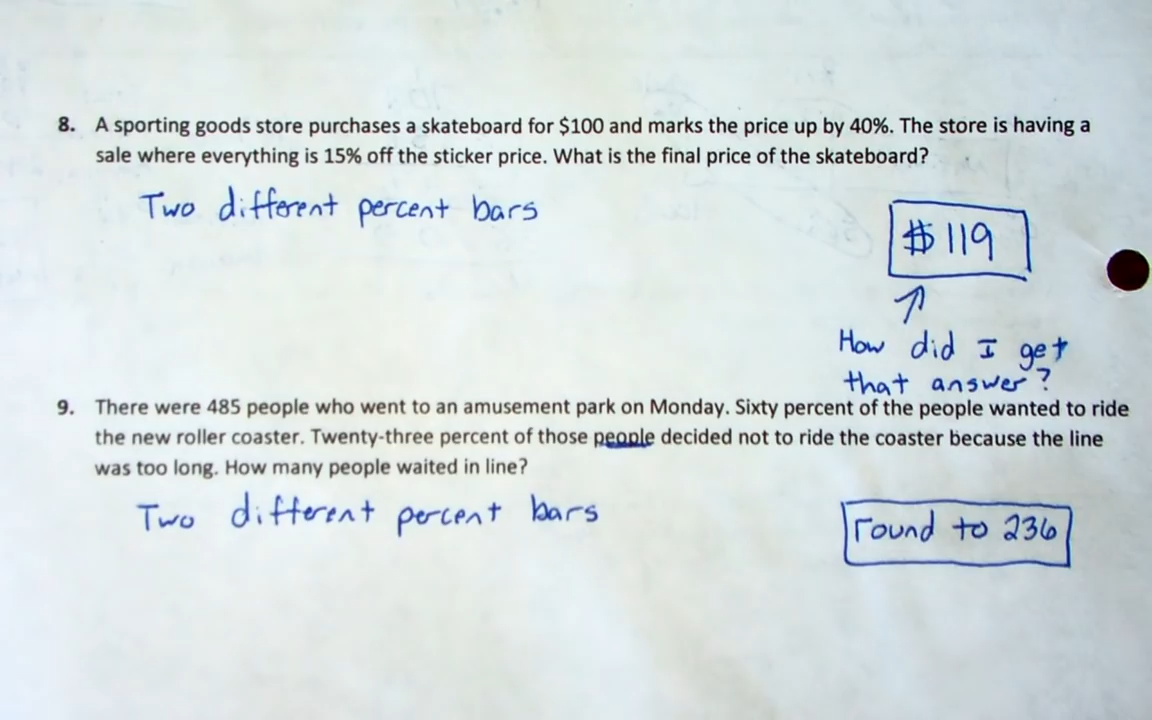 8. A sporting goods store purchases a skateboard for $100 and marks the price up by 40%. The store is having a
sale where everything is 15% off the sticker price. What is the final price of the skateboard?
Two different percent bars
$119
How did I get
that answer?
9. There were 485 people who went to an amusement park on Monday. Sixty percent of the people wanted to ride
the new roller coaster. Twenty-three percent of those people decided not to ride the coaster because the line
was too long. How many people waited in line?
Two different percent bars
round to 236